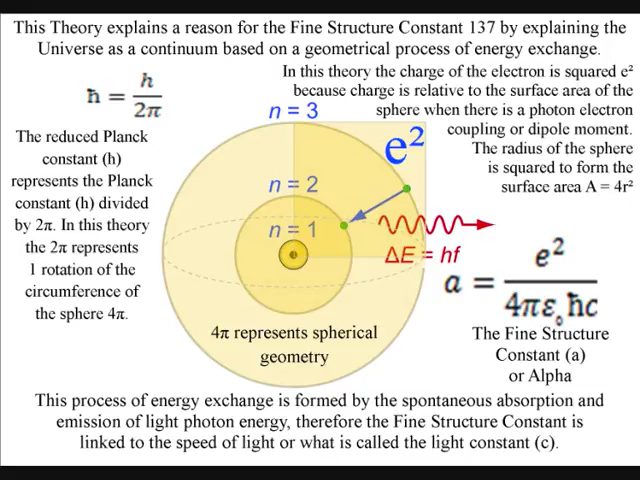 This Theory explains a reason for the Fine Structure Constant 137 by explaining the
Universe as a continuum based on a geometrical process of energy exchange.
ħ = h / 2π
In this theory the charge of the electron is squared e²
because charge is relative to the surface area of the
sphere when there is a photon electron
coupling or dipole moment.
The radius of the sphere
is squared to form the
surface area A = 4r²
The reduced Planck
constant (h)
represents the Planck
constant (h) divided
by 2π. In this theory
the 2π represents
1 rotation of the
circumference of
the sphere 4π.
n = 3
e²
n = 2
n = 1
ΔE = hf
4π represents spherical
geometry
a = e² / 4πε₀ħc
The Fine Structure
Constant (a)
or Alpha
This process of energy exchange is formed by the spontaneous absorption and
emission of light photon energy, therefore the Fine Structure Constant is
linked to the speed of light or what is called the light constant (c).